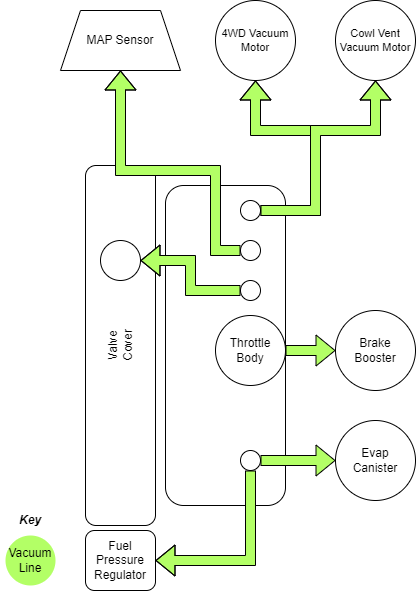 MAP Sensor
4WD Vacuum
Motor
Cowl Vent
Vacuum Motor
Valve
Cover
Throttle
Body
Brake
Booster
Evap
Canister
Key
Vacuum
Line
Fuel
Pressure
Regulator